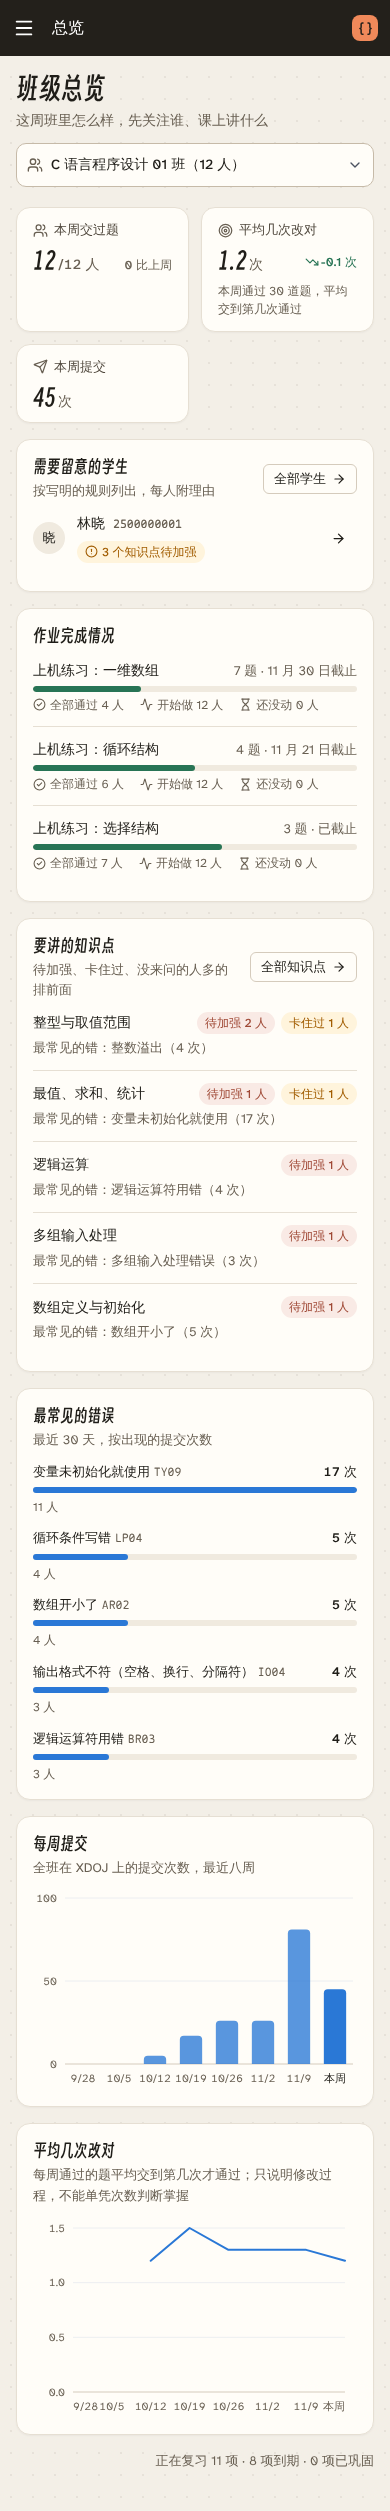 总览
{ }
班级总览
这周班里怎么样，先关注谁、课上讲什么
C 语言程序设计 01 班（12 人）
本周交过题
12/12 人 0 比上周
平均几次改对
1.2次 -0.1 次
本周通过 30 道题，平均
交到第几次通过
本周提交
45次
需要留意的学生
按写明的规则列出，每人附理由
全部学生 →
晓
林晓 2500000001
3 个知识点待加强
作业完成情况
上机练习：一维数组 7 题 · 11 月 30 日截止
全部通过 4 人 开始做 12 人 还没动 0 人
上机练习：循环结构 4 题 · 11 月 21 日截止
全部通过 6 人 开始做 12 人 还没动 0 人
上机练习：选择结构 3 题 · 已截止
全部通过 7 人 开始做 12 人 还没动 0 人
要讲的知识点
待加强、卡住过、没来问的人多的
排前面
全部知识点 →
整型与取值范围 待加强 2 人 卡住过 1 人
最常见的错：整数溢出（4 次）
最值、求和、统计 待加强 1 人 卡住过 1 人
最常见的错：变量未初始化就使用（17 次）
逻辑运算 待加强 1 人
最常见的错：逻辑运算符用错（4 次）
多组输入处理 待加强 1 人
最常见的错：多组输入处理错误（3 次）
数组定义与初始化 待加强 1 人
最常见的错：数组开小了（5 次）
最常见的错误
最近 30 天，按出现的提交次数
变量未初始化就使用 TY09 17 次
11 人
循环条件写错 LP04 5 次
4 人
数组开小了 AR02 5 次
4 人
输出格式不符（空格、换行、分隔符） IO04 4 次
3 人
逻辑运算符用错 BR03 4 次
3 人
每周提交
全班在 XDOJ 上的提交次数，最近八周
100
50
0
9/28 10/5 10/12 10/19 10/26 11/2 11/9 本周
平均几次改对
每周通过的题平均交到第几次才通过；只说明修改过
程，不能单凭次数判断掌握
1.5
1.0
0.5
0.0
9/28 10/5 10/12 10/19 10/26 11/2 11/9 本周
正在复习 11 项 · 8 项到期 · 0 项已巩固